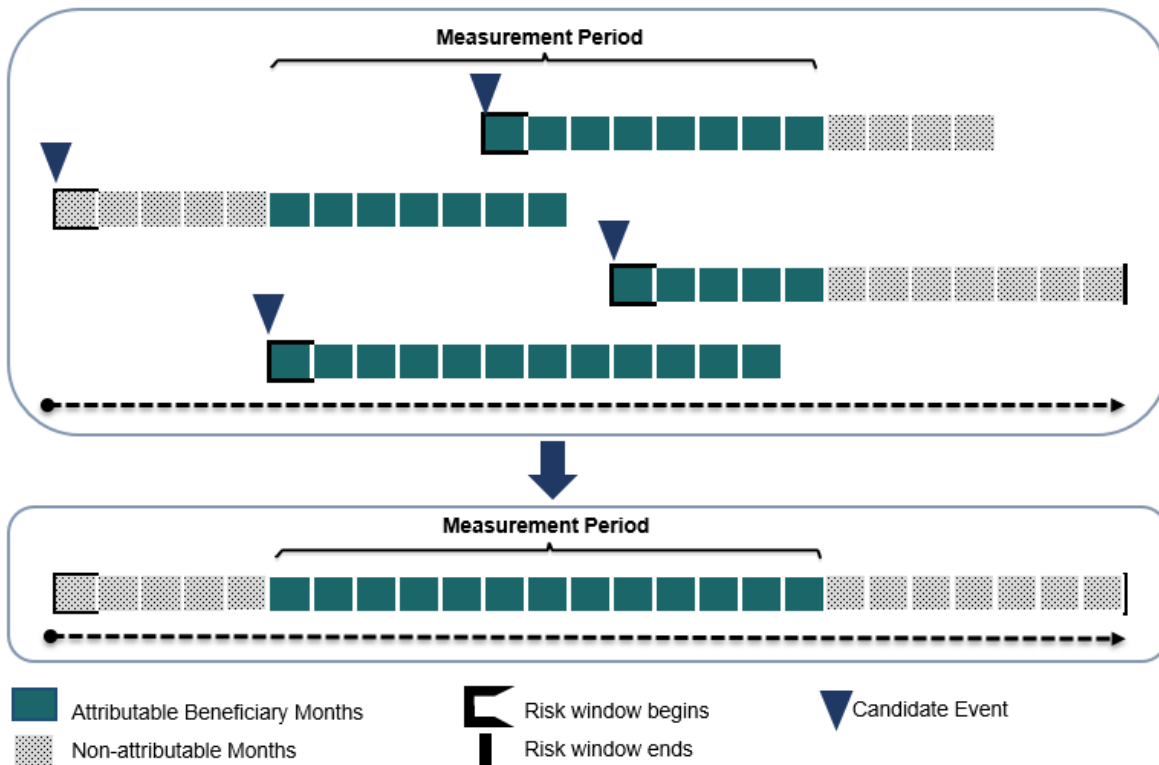 Measurement Period
Measurement Period
Attributable Beneficiary Months
Risk window begins
Candidate Event
Non-attributable Months
Risk window ends